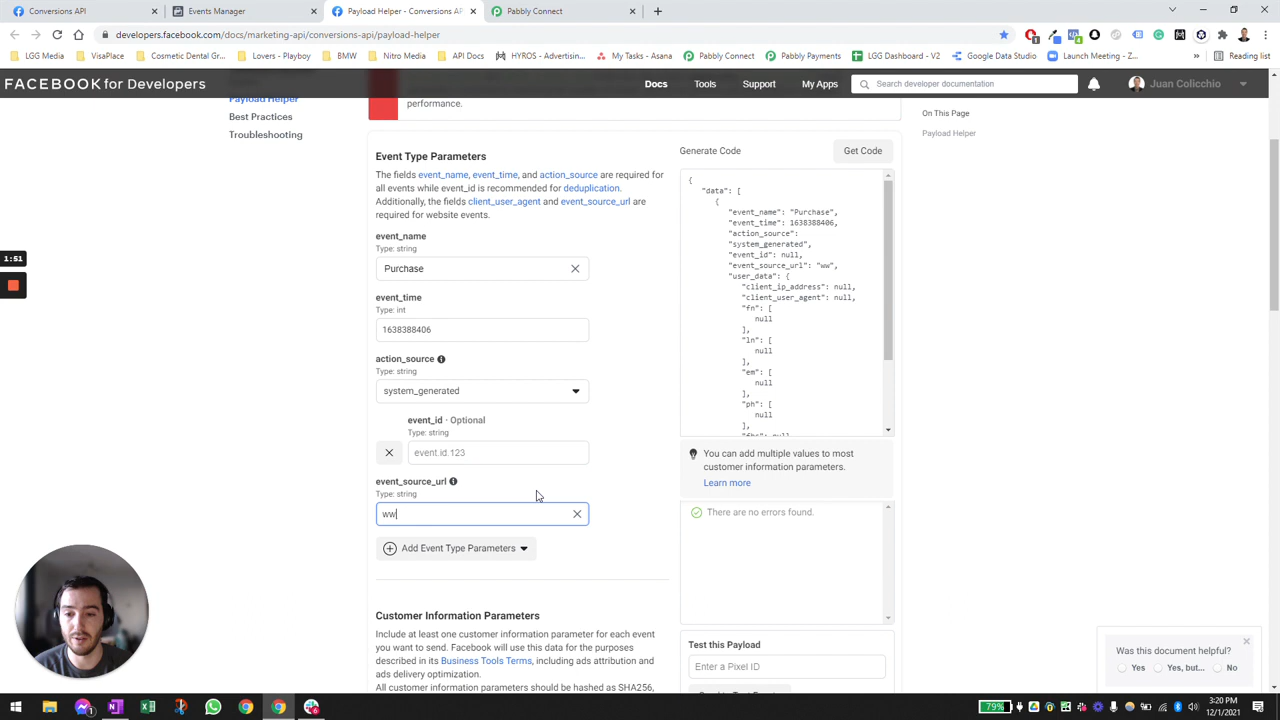 Conversions API
Events Manager
Payload Helper - Conversions AP
Pabbly Connect
developers.facebook.com/docs/marketing-api/conversions-api/payload-helper
LGG Media
VisaPlace
Cosmetic Dental Gr...
Lovers - Playboy
BMW
Nitro Media
API Docs
HYROS - Advertisin...
My Tasks - Asana
Pabbly Connect
Pabbly Payments
LGG Dashboard - V2
Google Data Studio
Launch Meeting - Z...
Reading list
FACEBOOK for Developers
Docs
Tools
Support
My Apps
Search developer documentation
Juan Colicchio
Payload Helper
Best Practices
Troubleshooting
performance.
On This Page
Payload Helper
Event Type Parameters
The fields event_name, event_time, and action_source are required for
all events while event_id is recommended for deduplication.
Additionally, the fields client_user_agent and event_source_url are
required for website events.
event_name
Type: string
Purchase
event_time
Type: int
1638388406
action_source
Type: string
system_generated
event_id - Optional
Type: string
event.id.123
event_source_url
Type: string
ww
Add Event Type Parameters
Customer Information Parameters
Include at least one customer information parameter for each event
you want to send. Facebook will use this data for the purposes
described in its Business Tools Terms, including ads attribution and
ads delivery optimization.
All customer information parameters should be hashed as SHA256,
Generate Code
Get Code
{
"data": [
{
"event_name": "Purchase",
"event_time": 1638388406,
"action_source":
"system_generated",
"event_id": null,
"event_source_url": "ww",
"user_data": {
"client_ip_address": null,
"client_user_agent": null,
"fn": [
null
],
"ln": [
null
],
"em": [
null
],
"ph": [
null
],
"fbc": null
You can add multiple values to most
customer information parameters.
Learn more
There are no errors found.
Test this Payload
Enter a Pixel ID
Was this document helpful?
Yes
Yes, but...
No
1:51
79%
3:20 PM
12/1/2021